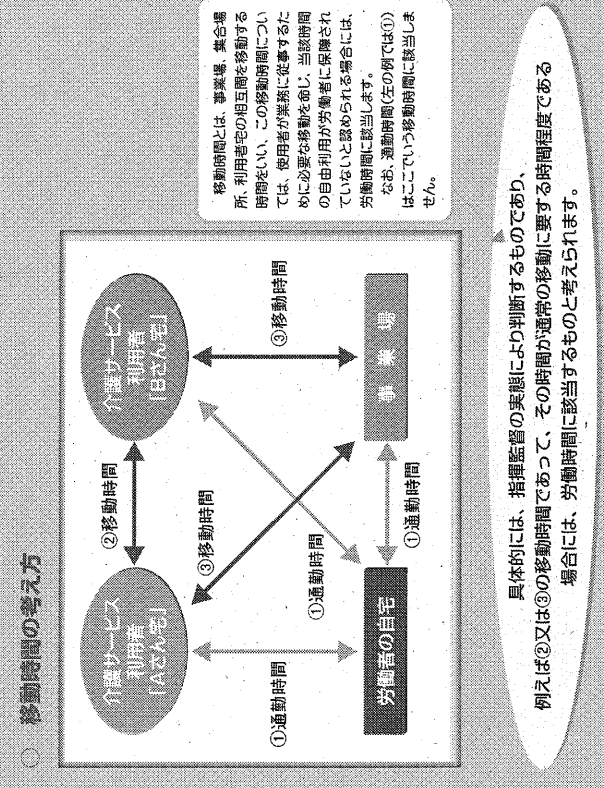 ○ 移動時間の考え方
介護サービス
利用者
「Aさん宅」
②移動時間
介護サービス
利用者
「Bさん宅」
①通勤時間
③移動時間
①通勤時間
③移動時間
労働者の自宅
①通勤時間
事業場
移動時間とは、事業場、集合場
所、利用者宅の相互間を移動する
時間をいい、この移動時間につい
ては、使用者が業務に従事するた
めに必要な移動を命じ、当該時間
の自由利用が労働者に保障され
ていないと認められる場合には、
労働時間に該当します。
なお、通勤時間(左の例では①)
はここでいう移動時間に該当しま
せん。
具体的には、指揮監督の実態により判断するものであり、
例えば②又は③の移動時間であって、その時間が通常の移動に要する時間程度である
場合には、労働時間に該当するものと考えられます。